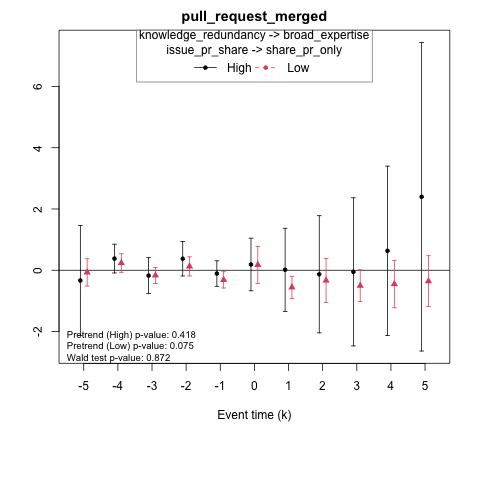 pull_request_merged
knowledge_redundancy -> broad_expertise
issue_pr_share -> share_pr_only
High Low
6
4
2
0
-2
Pretrend (High) p-value: 0.418
Pretrend (Low) p-value: 0.075
Wald test p-value: 0.872
-5 -4 -3 -2 -1 0 1 2 3 4 5
Event time (k)